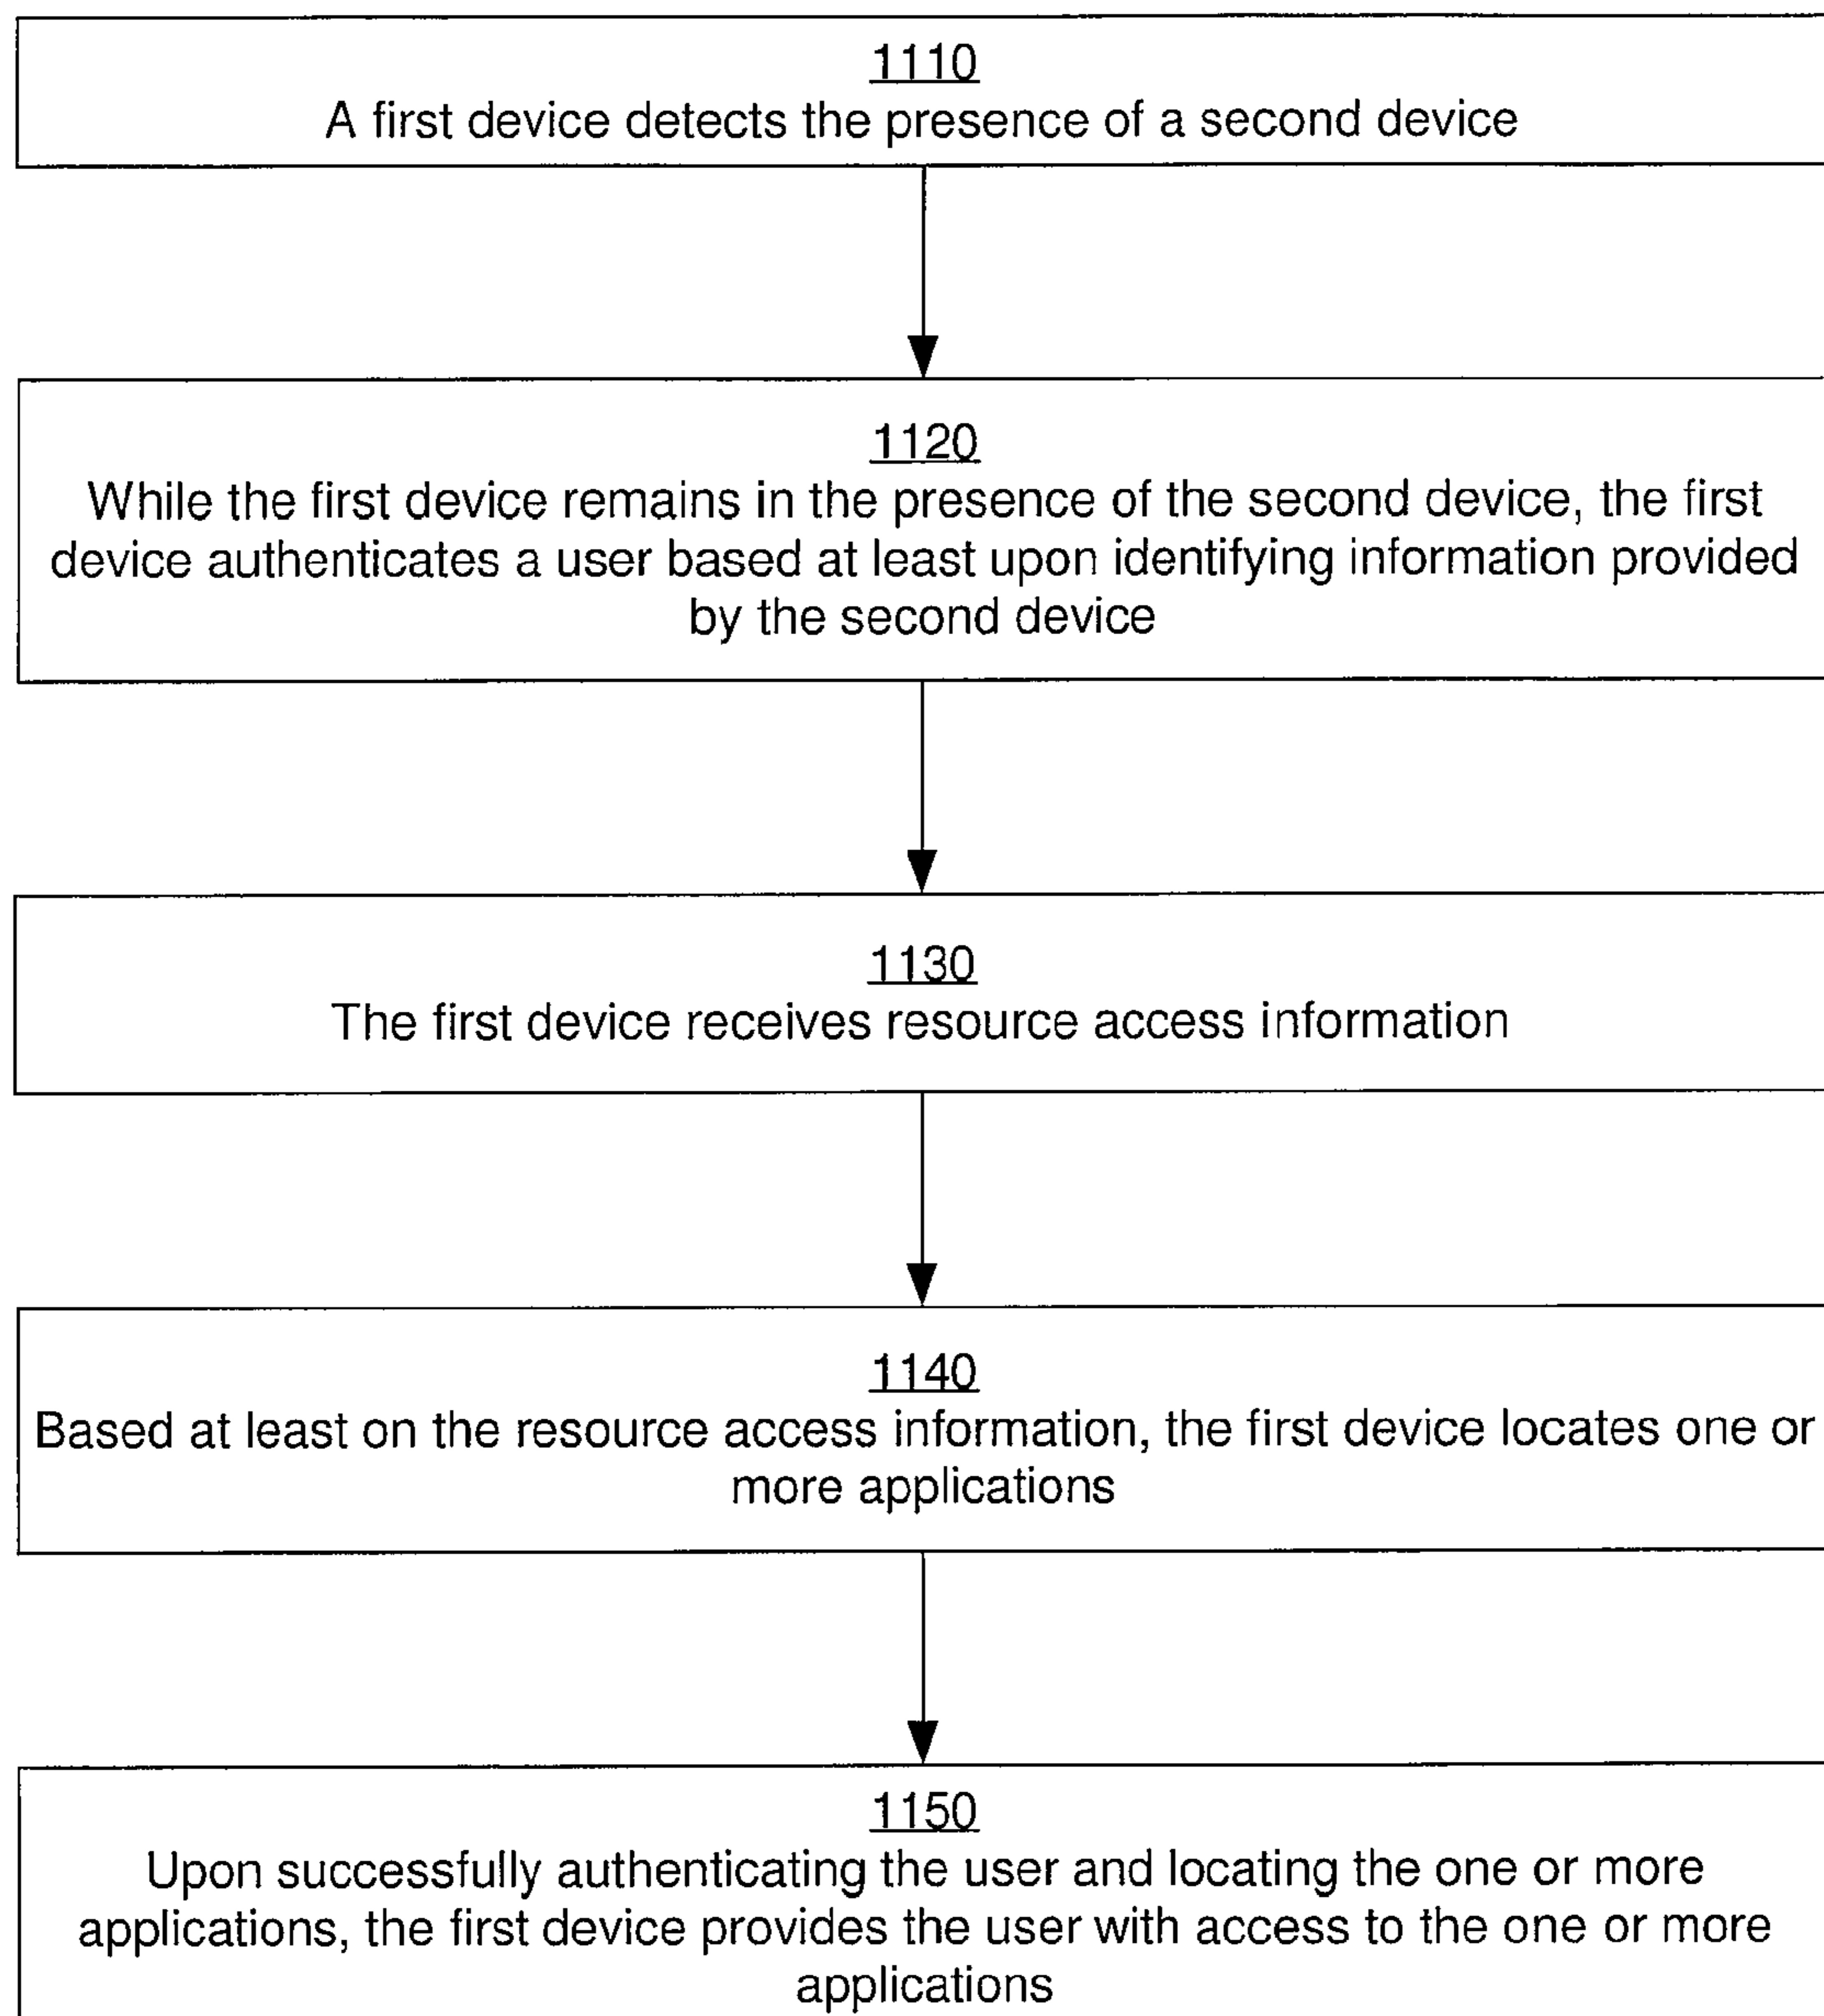 1110
A first device detects the presence of a second device
1120
While the first device remains in the presence of the second device, the first
device authenticates a user based at least upon identifying information provided
by the second device
1130
The first device receives resource access information
1140
Based at least on the resource access information, the first device locates one or
more applications
1150
Upon successfully authenticating the user and locating the one or more
applications, the first device provides the user with access to the one or more
applications